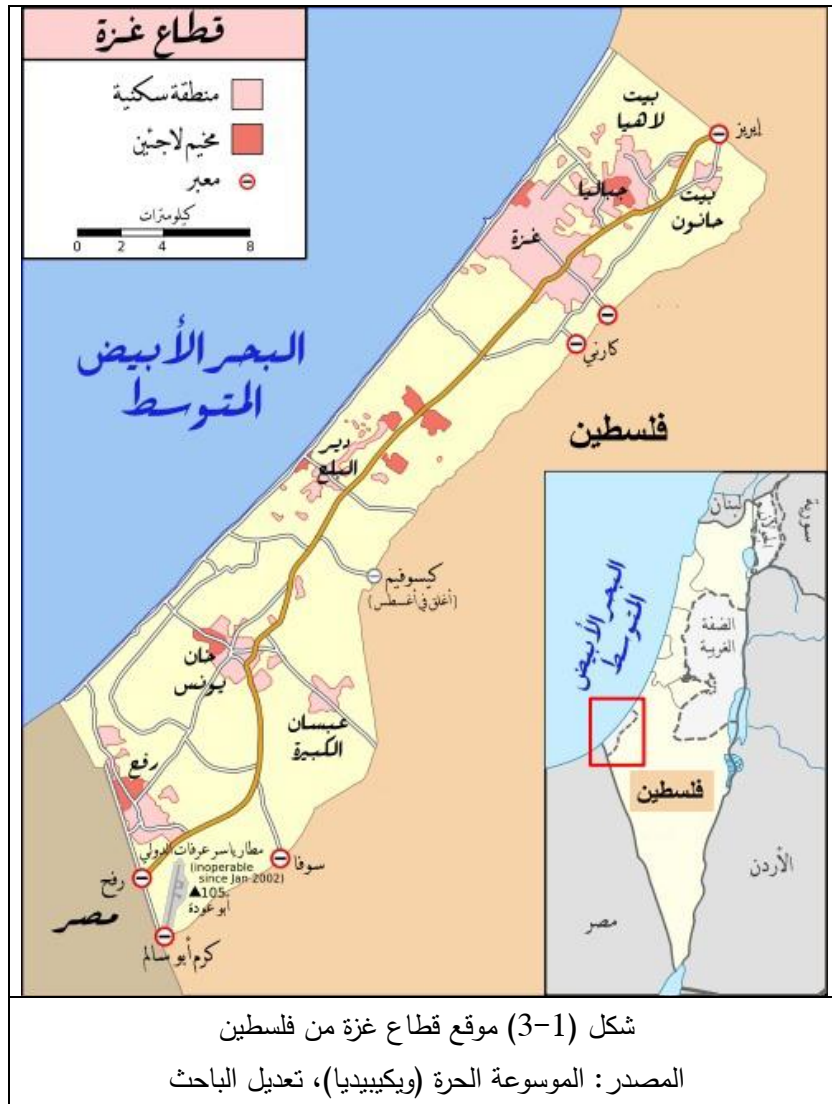 قطاع غزة
منطقة سكنية
مخيم لاجئين
معبر
كيلومترات
0 2 4 8
بيت
لاهيا
إيريز
جباليا
بيت
حانون
غزة
كارني
البحر الأبيض
المتوسط
فلسطين
دير
البلح
كيسوفيم
(أغلق في أغسطس)
خان
يونس
عبسان
الكبيرة
رفح
مطار ياسر عرفات الدولي
(inoperable
since Jan 2002)
▲105
أبو عودة
سوفا
رفح
مصر
كرم أبو سالم
لبنان
سورية
الجولان
البحر الأبيض
المتوسط
الضفة
الغربية
فلسطين
الأردن
مصر
شكل (1-3) موقع قطاع غزة من فلسطين
المصدر: الموسوعة الحرة (ويكيبيديا)، تعديل الباحث